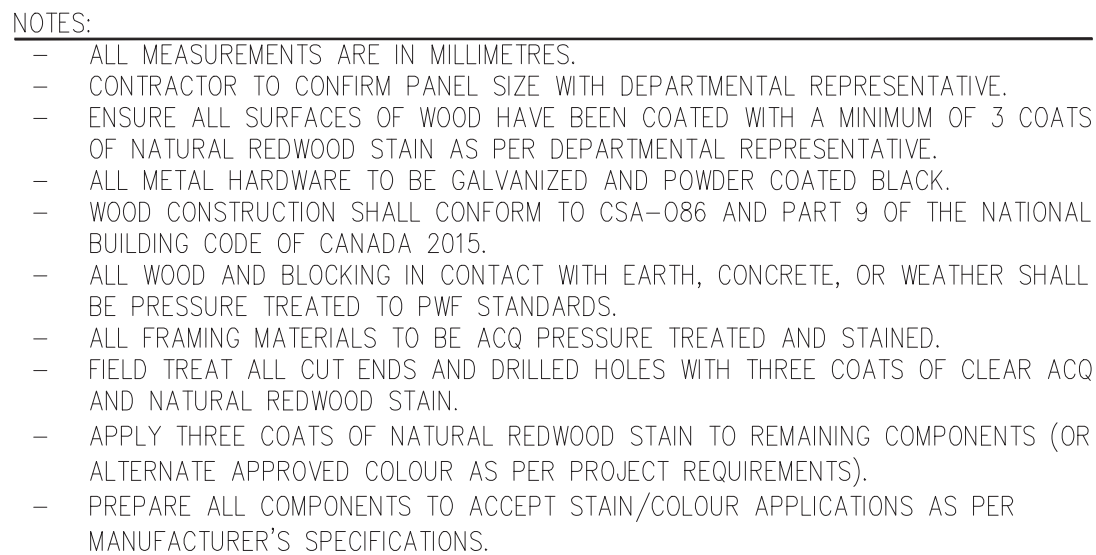 NOTES:
– ALL MEASUREMENTS ARE IN MILLIMETRES.
– CONTRACTOR TO CONFIRM PANEL SIZE WITH DEPARTMENTAL REPRESENTATIVE.
– ENSURE ALL SURFACES OF WOOD HAVE BEEN COATED WITH A MINIMUM OF 3 COATS
OF NATURAL REDWOOD STAIN AS PER DEPARTMENTAL REPRESENTATIVE.
– ALL METAL HARDWARE TO BE GALVANIZED AND POWDER COATED BLACK.
– WOOD CONSTRUCTION SHALL CONFORM TO CSA–O86 AND PART 9 OF THE NATIONAL
BUILDING CODE OF CANADA 2015.
– ALL WOOD AND BLOCKING IN CONTACT WITH EARTH, CONCRETE, OR WEATHER SHALL
BE PRESSURE TREATED TO PWF STANDARDS.
– ALL FRAMING MATERIALS TO BE ACQ PRESSURE TREATED AND STAINED.
– FIELD TREAT ALL CUT ENDS AND DRILLED HOLES WITH THREE COATS OF CLEAR ACQ
AND NATURAL REDWOOD STAIN.
– APPLY THREE COATS OF NATURAL REDWOOD STAIN TO REMAINING COMPONENTS (OR
ALTERNATE APPROVED COLOUR AS PER PROJECT REQUIREMENTS).
– PREPARE ALL COMPONENTS TO ACCEPT STAIN/COLOUR APPLICATIONS AS PER
MANUFACTURER'S SPECIFICATIONS.